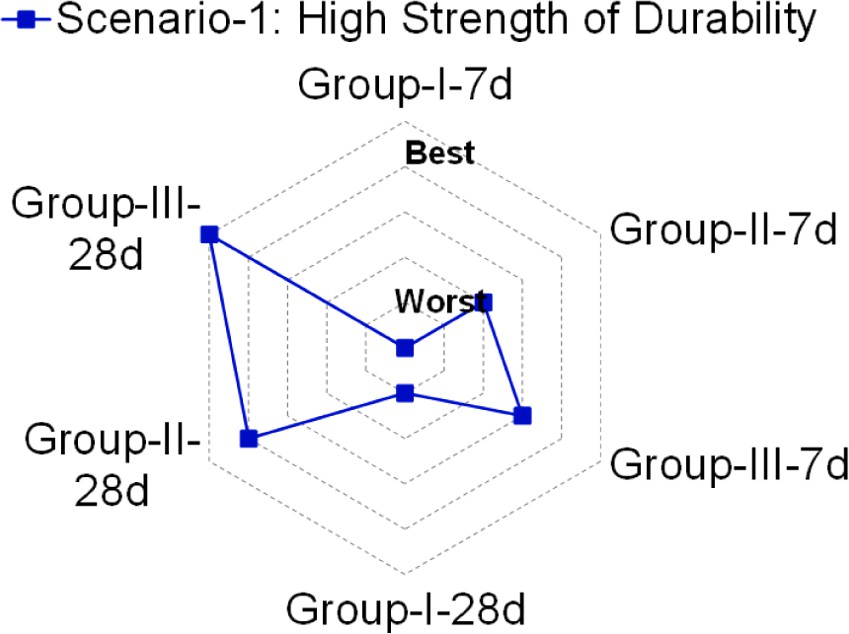 Scenario-1: High Strength of Durability
Group-I-7d
Best
Group-III-
28d
Group-II-7d
Worst
Group-II-
28d
Group-III-7d
Group-I-28d